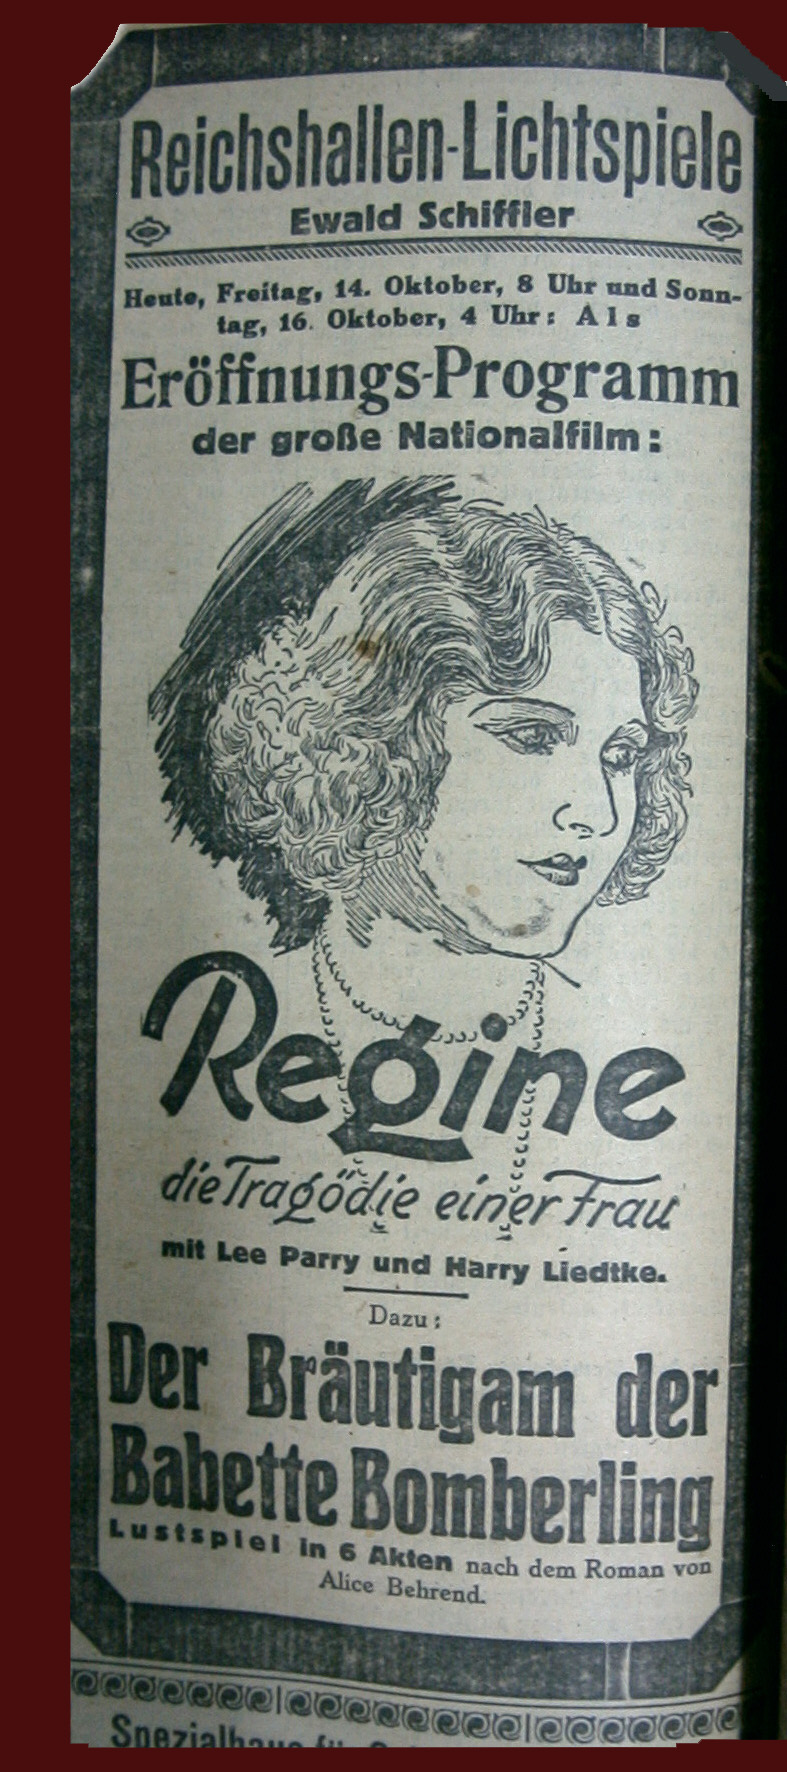 Reichshallen-Lichtspiele
Ewald Schiffler
Heute, Freitag, 14. Oktober, 8 Uhr und Sonn-
tag, 16. Oktober, 4 Uhr: Als
Eröffnungs-Programm
der große Nationalfilm:
Regine
die Tragödie einer Frau
mit Lee Parry und Harry Liedtke.
Dazu:
Der Bräutigam der
Babette Bomberling
Lustspiel in 6 Akten nach dem Roman von
Alice Behrend.
Spezialhaus